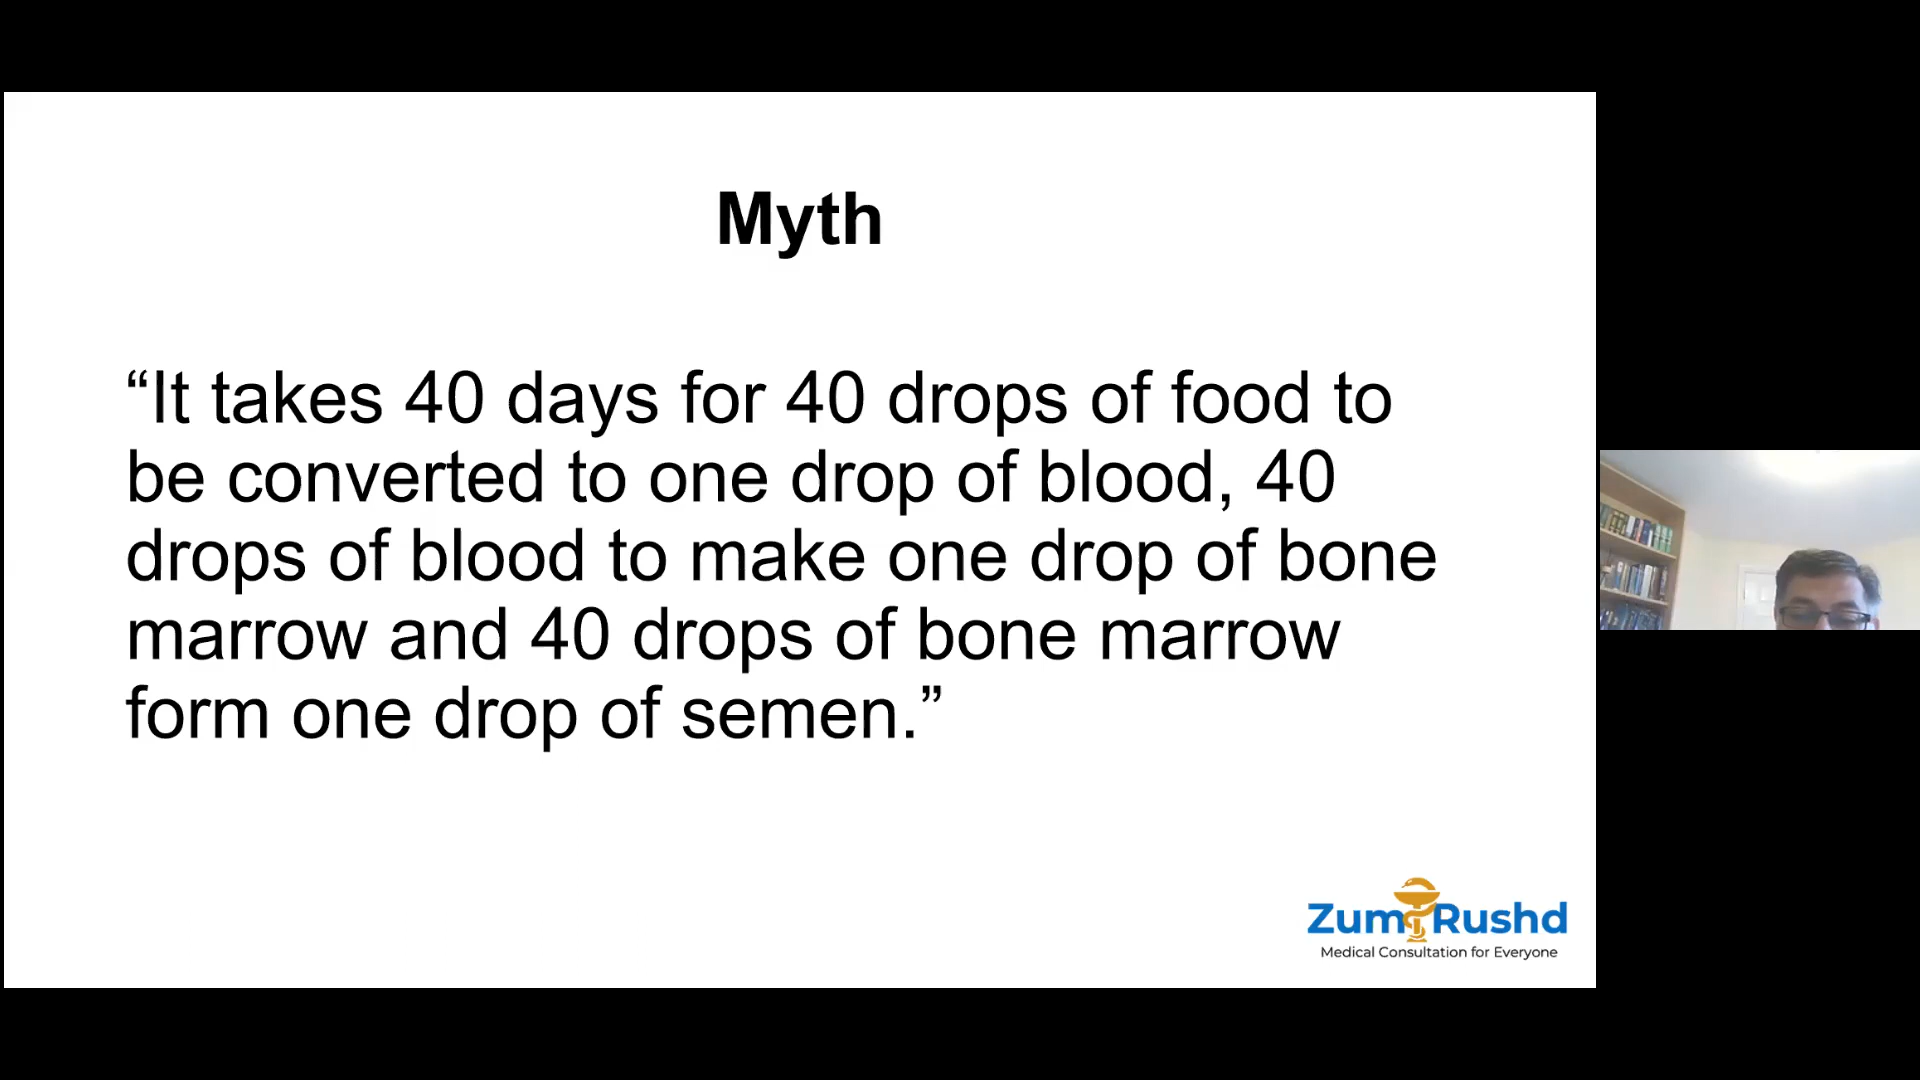 Myth
“It takes 40 days for 40 drops of food to
be converted to one drop of blood, 40
drops of blood to make one drop of bone
marrow and 40 drops of bone marrow
form one drop of semen.”
Zum Rushd
Medical Consultation for Everyone